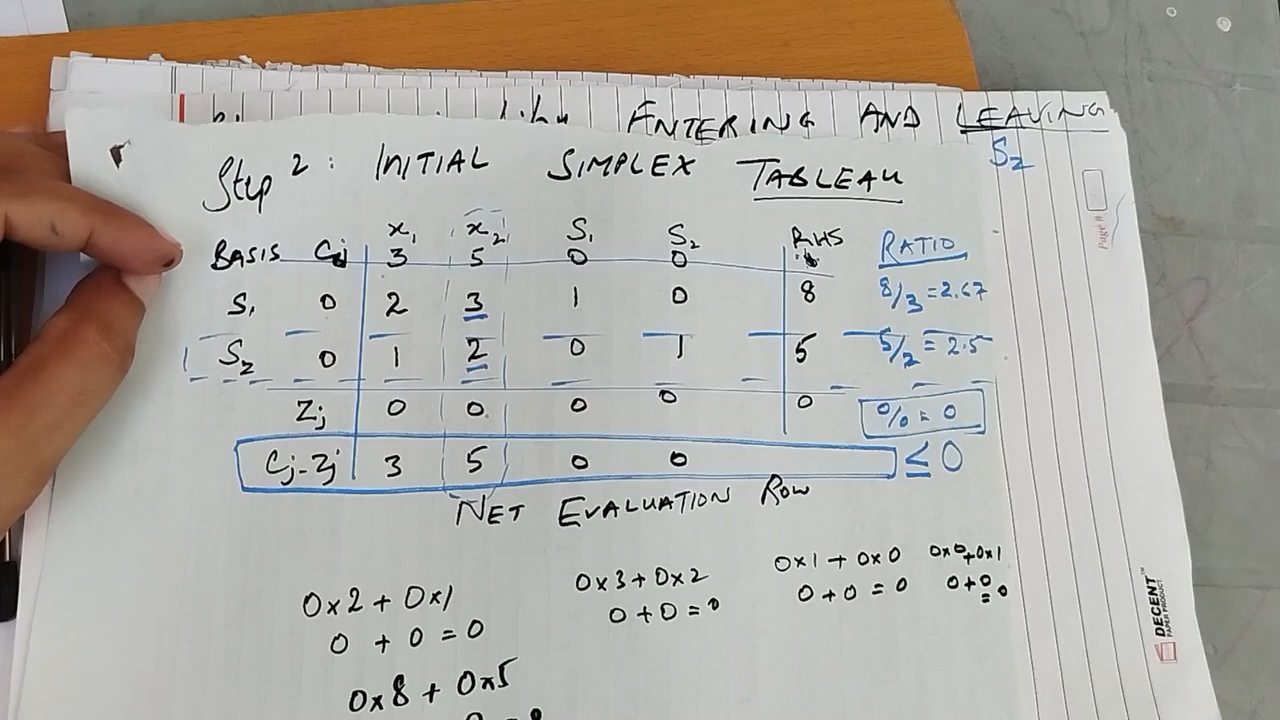 ENTERING AND LEAVING
S2
Step 2: INITIAL SIMPLEX TABLEAU
x1 x2 S1 S2 RHS RATIO
BASIS Cj 3 5 0 0
S1 0 2 3 1 0 8 8/3 = 2.67
S2 0 1 2 0 1 5 5/2 = 2.5
Zj 0 0 0 0 0 0/0 = 0
Cj-Zj 3 5 0 0 ≤ 0
NET EVALUATION ROW
0x2 + 0x1 0x3 + 0x2 0x1 + 0x0 0x0+0x1
0 + 0 = 0 0 + 0 = 0 0 + 0 = 0 0+0 = 0
0x8 + 0x5
Page #
DECENT
PAPER PRODUCT